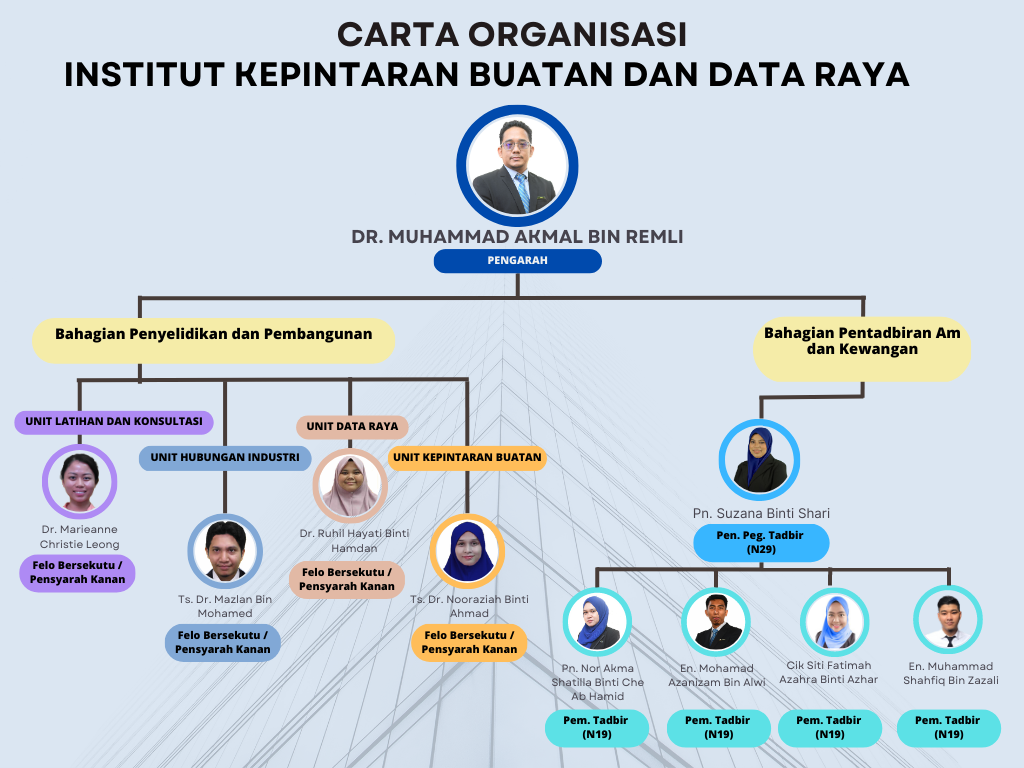 CARTA ORGANISASI
INSTITUT KEPINTARAN BUATAN DAN DATA RAYA
DR. MUHAMMAD AKMAL BIN REMLI
PENGARAH
Bahagian Penyelidikan dan Pembangunan
Bahagian Pentadbiran Am
dan Kewangan
UNIT LATIHAN DAN KONSULTASI
Dr. Marieanne
Christie Leong
Felo Bersekutu /
Pensyarah Kanan
UNIT HUBUNGAN INDUSTRI
Ts. Dr. Mazlan Bin
Mohamed
Felo Bersekutu /
Pensyarah Kanan
UNIT DATA RAYA
Dr. Ruhil Hayati Binti
Hamdan
Felo Bersekutu /
Pensyarah Kanan
UNIT KEPINTARAN BUATAN
Ts. Dr. Nooraziah Binti
Ahmad
Felo Bersekutu /
Pensyarah Kanan
Pn. Suzana Binti Shari
Pen. Peg. Tadbir
(N29)
Pn. Nor Akma
Shatilla Binti Che
Ab Hamid
Pem. Tadbir
(N19)
En. Mohamad
Azanizam Bin Alwi
Pem. Tadbir
(N19)
Cik Siti Fatimah
Azahra Binti Azhar
Pem. Tadbir
(N19)
En. Muhammad
Shahfiq Bin Zazali
Pem. Tadbir
(N19)